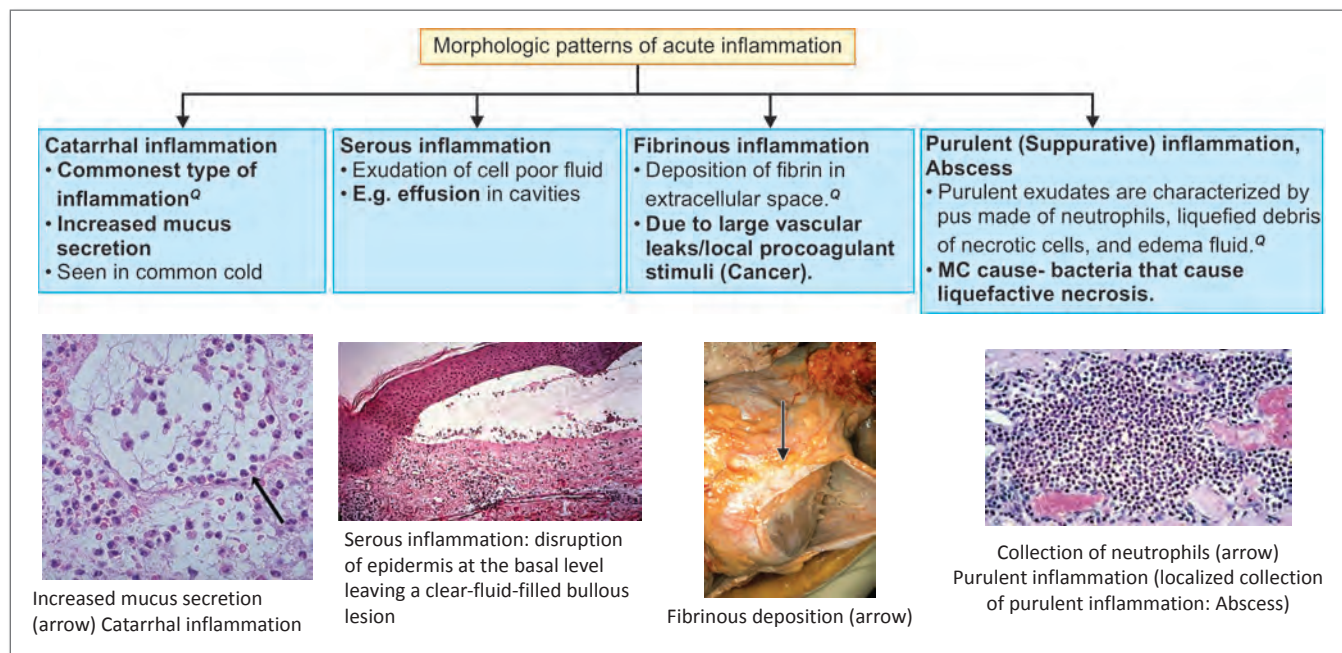 Morphologic patterns of acute inflammation
Catarrhal inflammation
• Commonest type of
inflammationQ
• Increased mucus
secretion
• Seen in common cold
Serous inflammation
• Exudation of cell poor fluid
• E.g. effusion in cavities
Fibrinous inflammation
• Deposition of fibrin in
extracellular space.Q
• Due to large vascular
leaks/local procoagulant
stimuli (Cancer).
Purulent (Suppurative) inflammation,
Abscess
• Purulent exudates are characterized by
pus made of neutrophils, liquefied debris
of necrotic cells, and edema fluid.Q
• MC cause- bacteria that cause
liquefactive necrosis.
Increased mucus secretion
(arrow) Catarrhal inflammation
Serous inflammation: disruption
of epidermis at the basal level
leaving a clear-fluid-filled bullous
lesion
Fibrinous deposition (arrow)
Collection of neutrophils (arrow)
Purulent inflammation (localized collection
of purulent inflammation: Abscess)